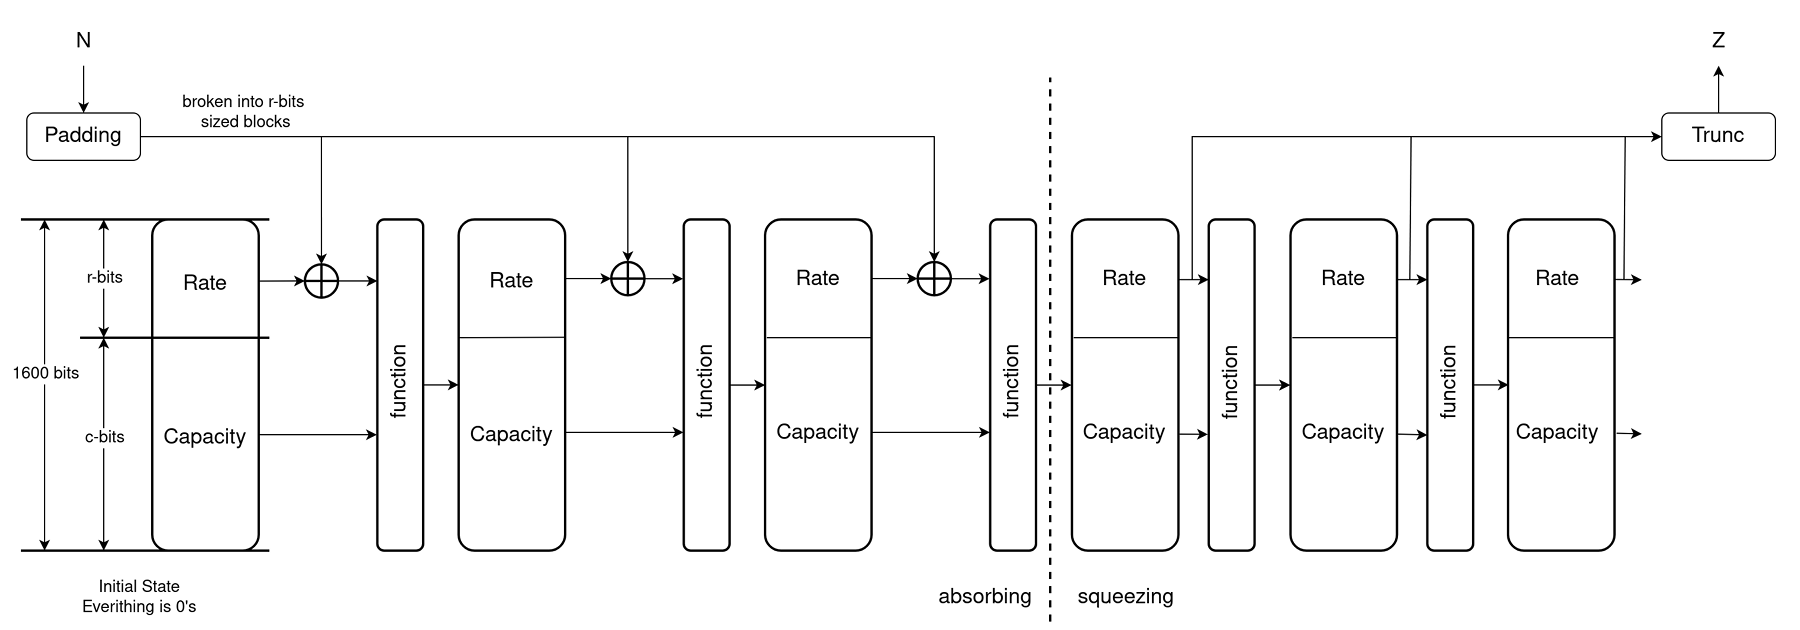 N
Z
broken into r-bits
sized blocks
Padding
Trunc
r-bits
Rate
Rate
Rate
Rate
Rate
Rate
1600 bits
function
function
function
function
function
c-bits
Capacity
Capacity
Capacity
Capacity
Capacity
Capacity
Initial State
Everithing is 0's
absorbing
squeezing